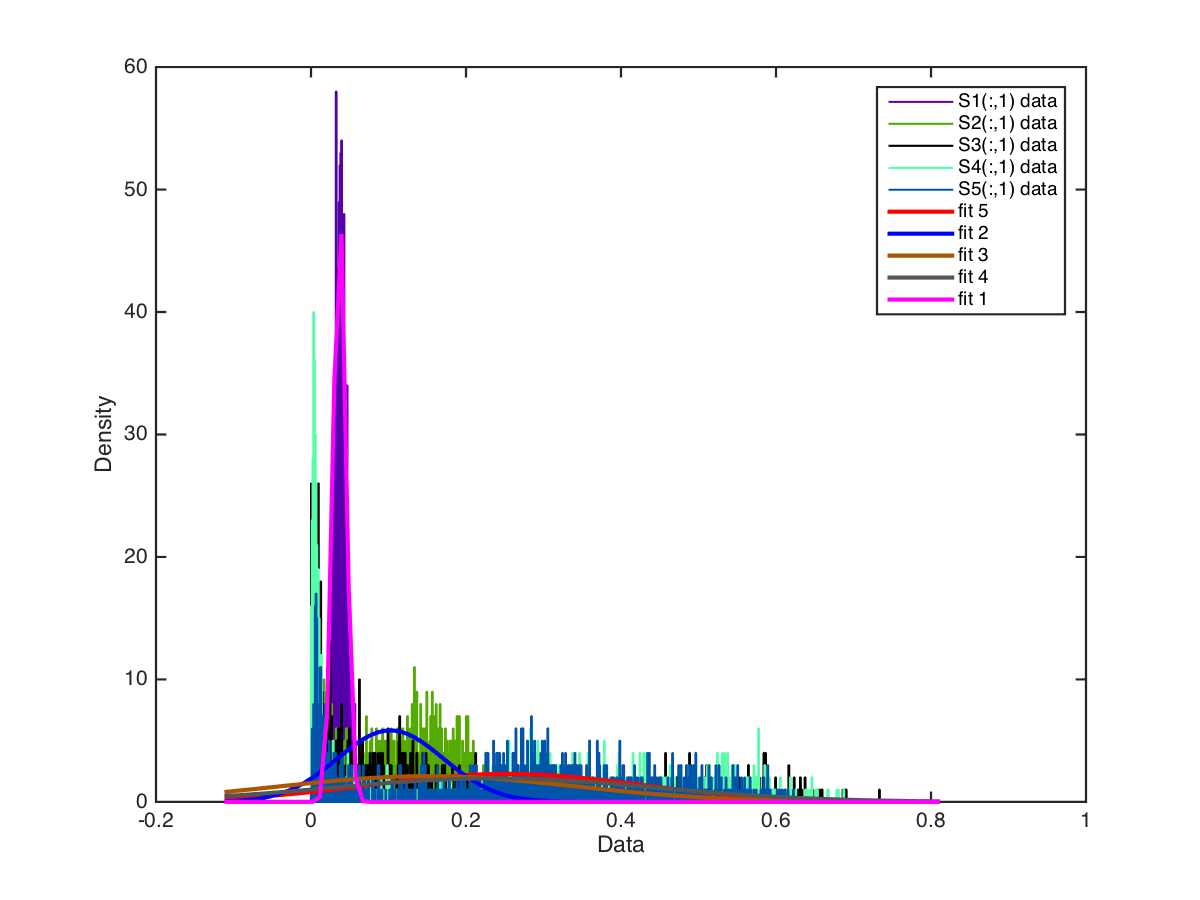 60
50
40
30
20
10
0
Density
-0.2
0
0.2
0.4
0.6
0.8
1
Data
S1(:,1) data
S2(:,1) data
S3(:,1) data
S4(:,1) data
S5(:,1) data
fit 5
fit 2
fit 3
fit 4
fit 1